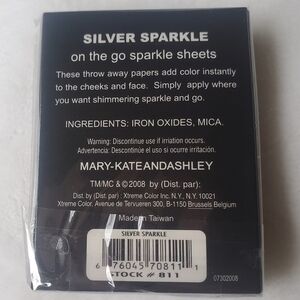 SILVER SPARKLE
on the go sparkle sheets
These throw away papers add color instantly
to the cheeks and face. Simply apply where
you want shimmering sparkle and go.
INGREDIENTS: IRON OXIDES, MICA.
Warning: Discontinue use if irriation occurs.
Advertencia: Descontinúe el uso si ocurre irritación.
MARY-KATEANDASHLEY
TM/MC & © 2008 by (Dist. par):
Dist. by (Dist. par) : Xtreme Color Inc. N.Y., N.Y. 10021
Xtreme Color, Avenue de Tervueren 300, B-1150 Brussels Belgium
Made in Taiwan
SILVER SPARKLE
6 76045 70811 1
STOCK # 811
07302008